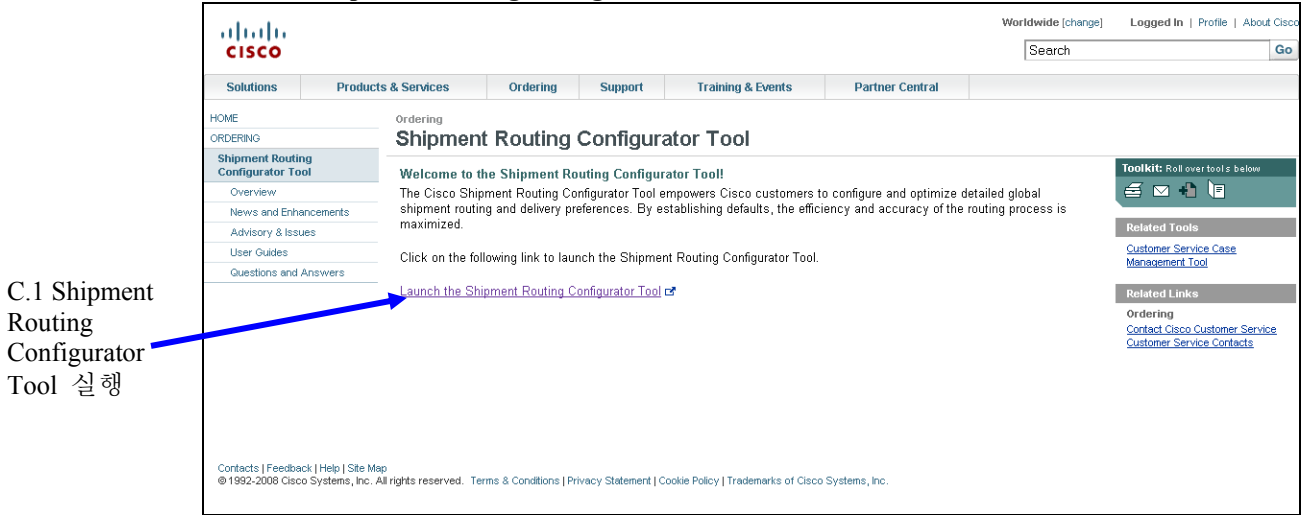 CISCO
Worldwide [change] Logged In | Profile | About Cisco
Search Go
Solutions Products & Services Ordering Support Training & Events Partner Central
HOME
ORDERING
Shipment Routing
Configurator Tool
Overview
News and Enhancements
Advisory & Issues
User Guides
Questions and Answers
Ordering
Shipment Routing Configurator Tool
Welcome to the Shipment Routing Configurator Tool!
The Cisco Shipment Routing Configurator Tool empowers Cisco customers to configure and optimize detailed global
shipment routing and delivery preferences. By establishing defaults, the efficiency and accuracy of the routing process is
maximized.
Click on the following link to launch the Shipment Routing Configurator Tool.
Launch the Shipment Routing Configurator Tool
Toolkit: Roll over tools below
Related Tools
Customer Service Case
Management Tool
Related Links
Ordering
Contact Cisco Customer Service
Customer Service Contacts
C.1 Shipment
Routing
Configurator
Tool 실행
Contacts | Feedback | Help | Site Map
© 1992-2008 Cisco Systems, Inc. All rights reserved. Terms & Conditions | Privacy Statement | Cookie Policy | Trademarks of Cisco Systems, Inc.